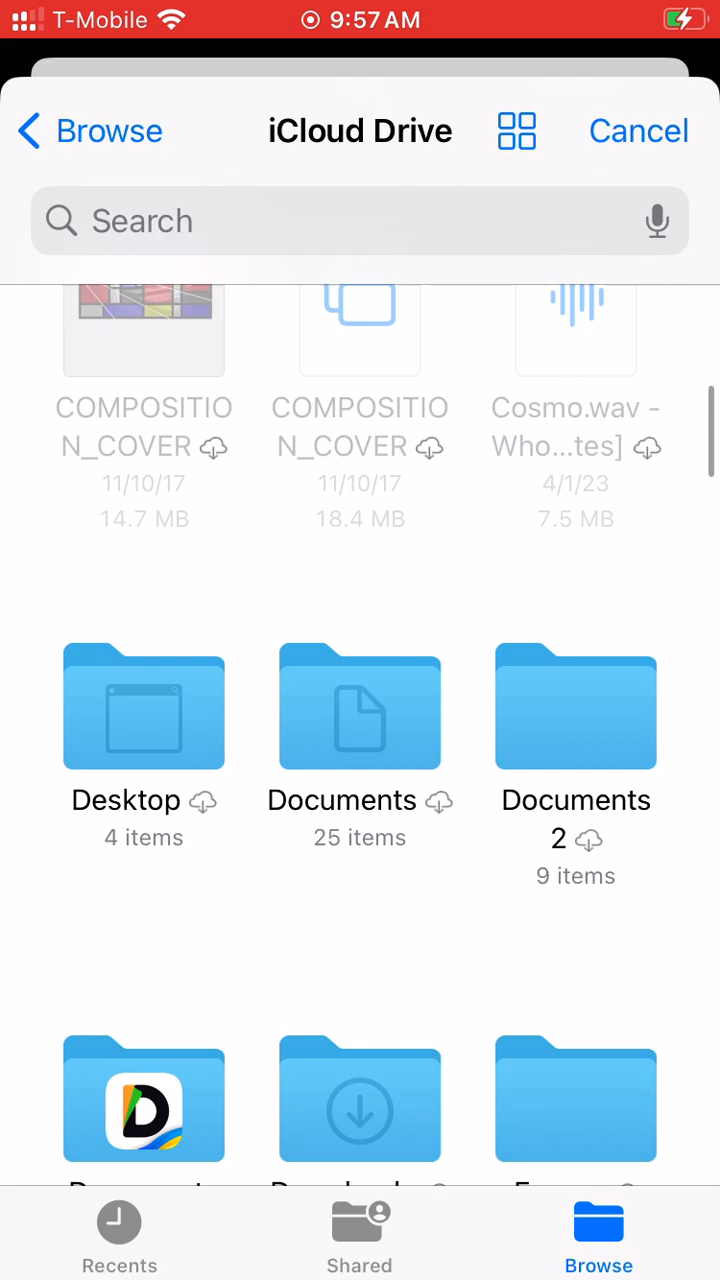 T-Mobile 9:57 AM
Browse iCloud Drive Cancel
Search
COMPOSITIO COMPOSITIO Cosmo.wav -
N_COVER N_COVER Who...tes]
11/10/17 11/10/17 4/1/23
14.7 MB 18.4 MB 7.5 MB
Desktop Documents Documents
2
4 items 25 items
9 items
D
Recents Shared Browse